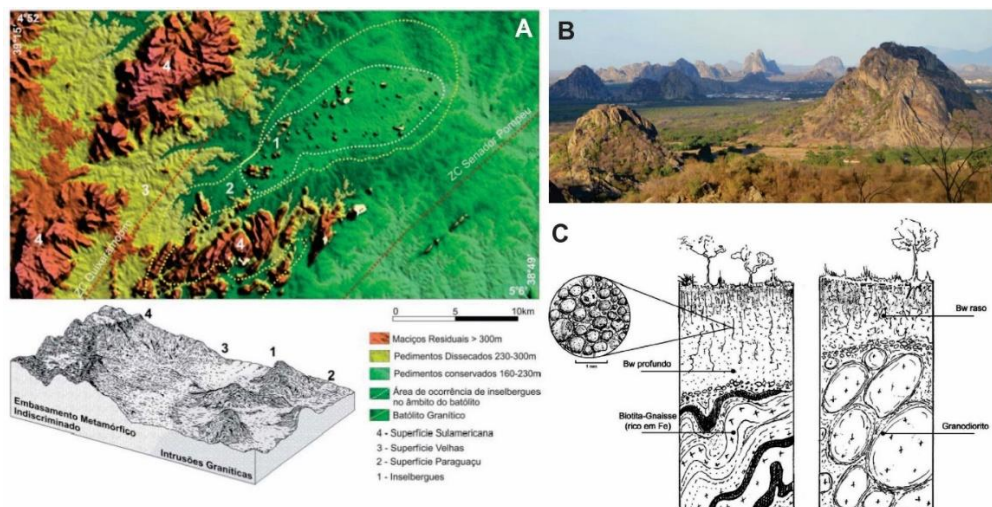 A
4°52'
39°15'
4
1
2
3
4
4
ZC Senador Pompeu
5°6'
38°49'
0 5 10km
4
3
1
2
Embasamento Metamórfico
Indiscriminado
Intrusões Graníticas
Maciços Residuais > 300m
Pedimentos Dissecados 230-300m
Pedimentos conservados 160-230m
Área de ocorrência de inselbergues
no âmbito do batólito
Batólito Granítico
4 - Superfície Sulamericana
3 - Superfície Velhas
2 - Superfície Paraguaçu
1 - Inselbergues
B
C
1 mm
Bw profundo
Biotita-Gnaisse
(rico em Fe)
Bw raso
Granodiorito